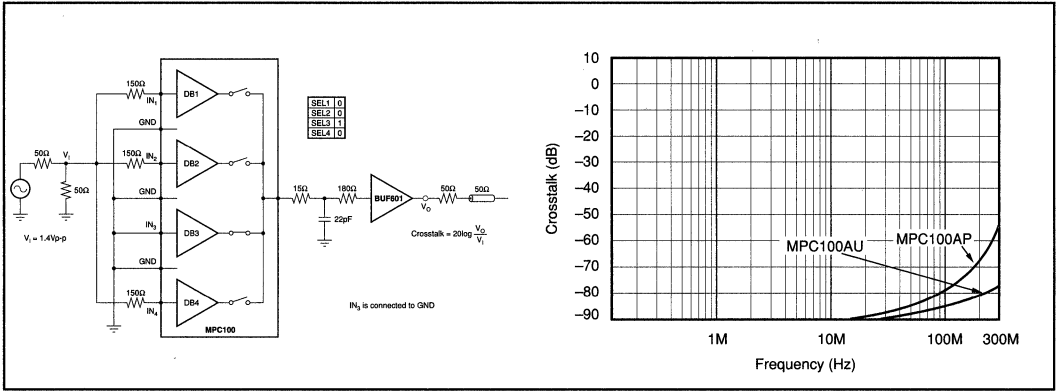 150Ω
IN1
DB1
GND
SEL1 0
SEL2 0
SEL3 1
SEL4 0
50Ω
Vi
150Ω
IN2
DB2
50Ω
GND
15Ω
180Ω
BUF601
50Ω
50Ω
VO
22pF
Vi = 1.4Vp-p
IN3
DB3
Crosstalk = 20log VO/Vi
GND
150Ω
IN4
DB4
MPC100
IN3 is connected to GND
Crosstalk (dB)
10
0
–10
–20
–30
–40
–50
–60
–70
–80
–90
MPC100AU
MPC100AP
1M
10M
100M
300M
Frequency (Hz)